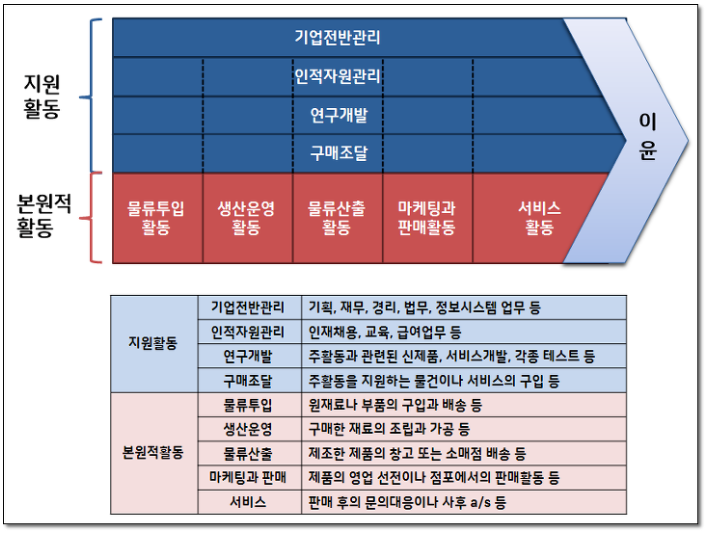 지원
활동
기업전반관리
인적자원관리
연구개발
구매조달
이
윤
본원적
활동
물류투입
활동
생산운영
활동
물류산출
활동
마케팅과
판매활동
서비스
활동
지원활동
기업전반관리 기획, 재무, 경리, 법무, 정보시스템 업무 등
인적자원관리 인재채용, 교육, 급여업무 등
연구개발 주활동과 관련된 신제품, 서비스개발, 각종 테스트 등
구매조달 주활동을 지원하는 물건이나 서비스의 구입 등
본원적활동
물류투입 원재료나 부품의 구입과 배송 등
생산운영 구매한 재료의 조립과 가공 등
물류산출 제조한 제품의 창고 또는 소매점 배송 등
마케팅과 판매 제품의 영업 선전이나 점포에서의 판매활동 등
서비스 판매 후의 문의대응이나 사후 a/s 등